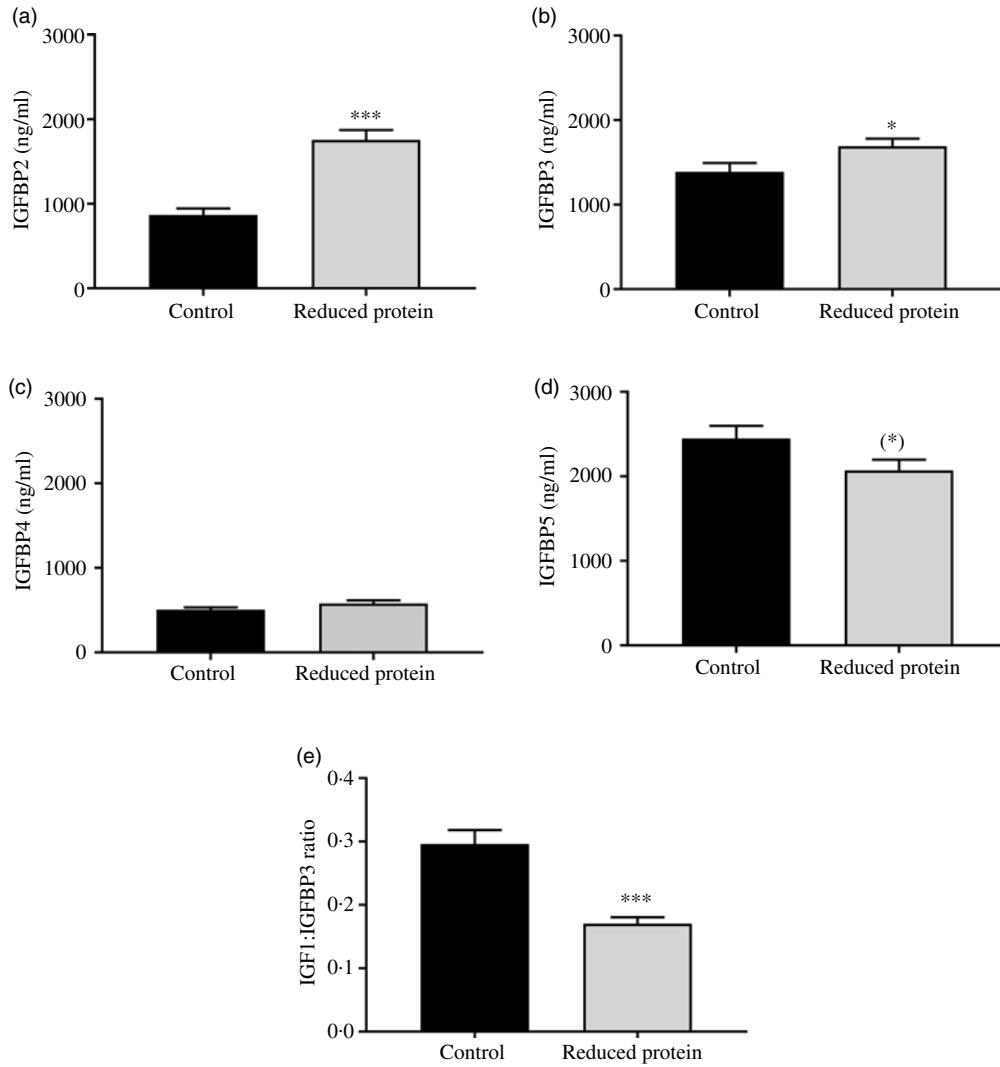 (a)
3000
2000
1000
0
IGFBP2 (ng/ml)
***
Control
Reduced protein
(b)
3000
2000
1000
0
IGFBP3 (ng/ml)
*
Control
Reduced protein
(c)
3000
2000
1000
0
IGFBP4 (ng/ml)
Control
Reduced protein
(d)
3000
2000
1000
0
IGFBP5 (ng/ml)
(*)
Control
Reduced protein
(e)
0·4
0·3
0·2
0·1
0·0
IGF1:IGFBP3 ratio
***
Control
Reduced protein